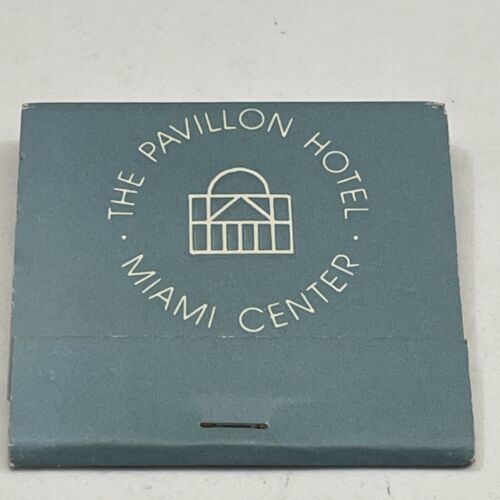 · THE PAVILLON HOTEL ·
MIAMI CENTER